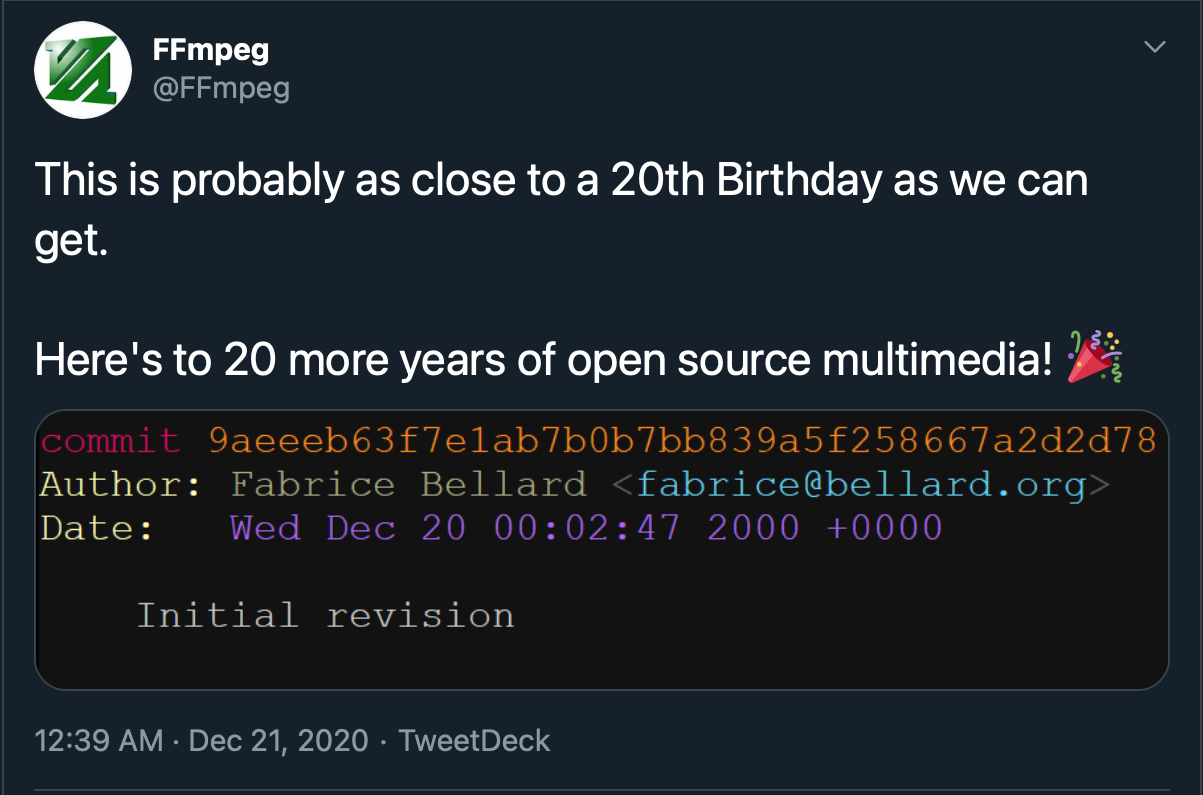 FFmpeg
@FFmpeg
This is probably as close to a 20th Birthday as we can
get.
Here's to 20 more years of open source multimedia! 🎉
commit 9aeeeb63f7e1ab7b0b7bb839a5f258667a2d2d78
Author: Fabrice Bellard <fabrice@bellard.org>
Date:   Wed Dec 20 00:02:47 2000 +0000
Initial revision
12:39 AM · Dec 21, 2020 · TweetDeck